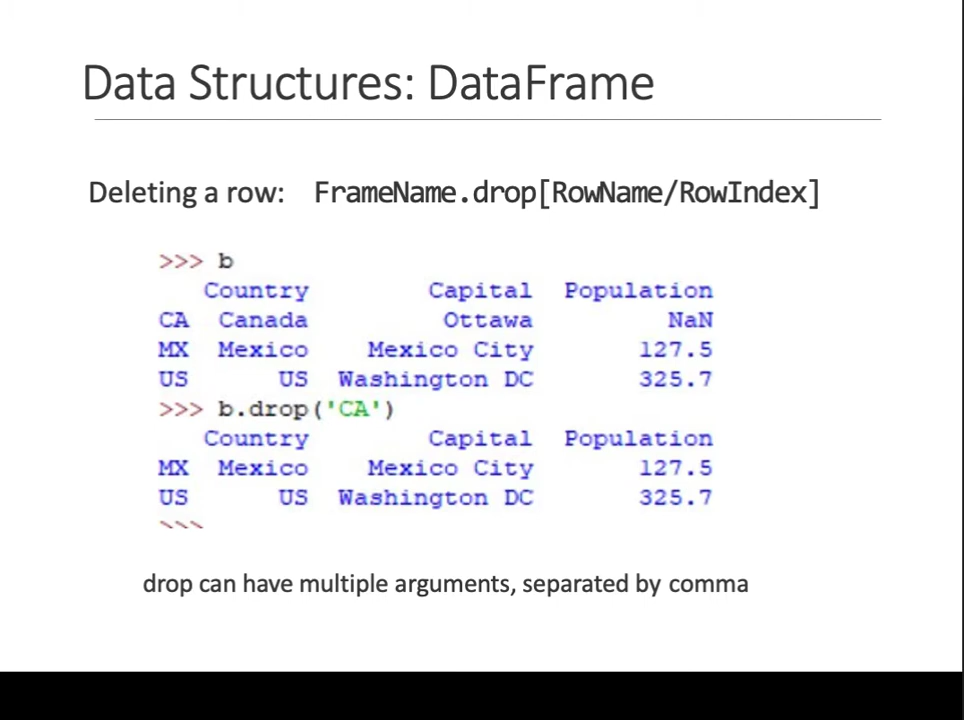 Data Structures: DataFrame
Deleting a row: FrameName.drop[RowName/RowIndex]
>>> b
Country Capital Population
CA Canada Ottawa NaN
MX Mexico Mexico City 127.5
US US Washington DC 325.7
>>> b.drop('CA')
Country Capital Population
MX Mexico Mexico City 127.5
US US Washington DC 325.7
drop can have multiple arguments, separated by comma